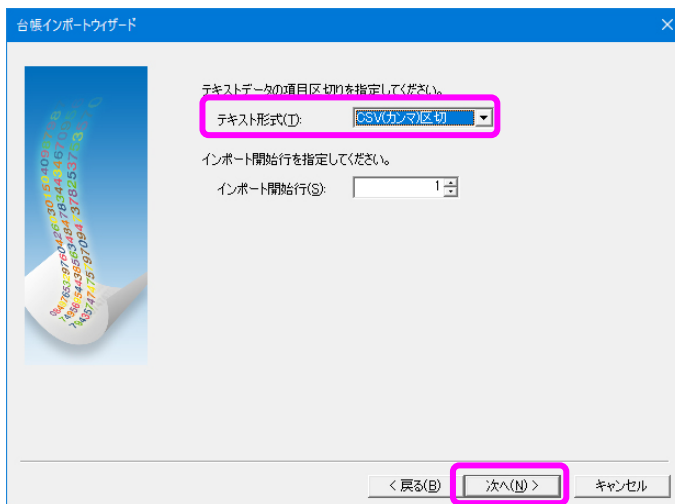 台帳インポートウィザード
テキストデータの項目区切りを指定してください。
テキスト形式(T): CSV(カンマ)区切
インポート開始行を指定してください。
インポート開始行(S): 1
< 戻る(B) 次へ(N) > キャンセル